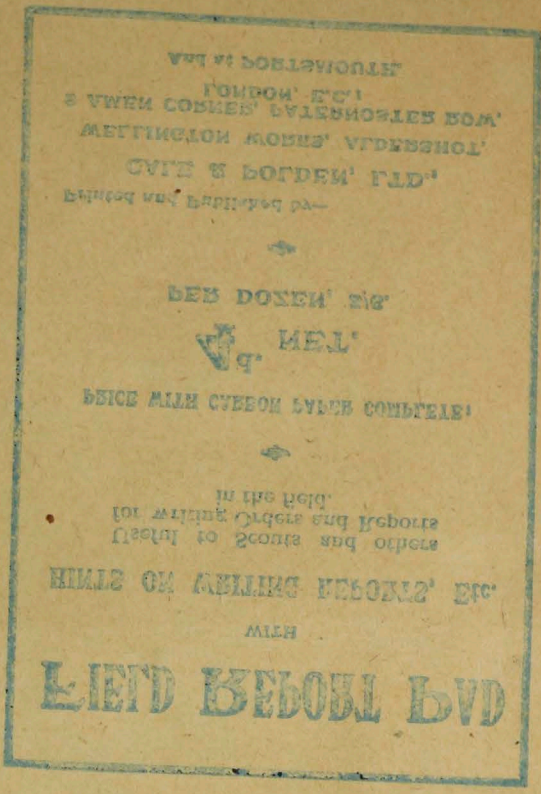 FIELD REPORT PAD
WITH
HINTS ON WRITING REPORTS, Etc.
Useful to Scouts and others
for writing Orders and Reports
in the field.
PRICE WITH CARBON PAPER COMPLETE:
4d. NET.
PER DOZEN, 3/6.
Printed and Published by—
GALE & POLDEN, LTD.,
WELLINGTON WORKS, ALDERSHOT,
2 AMEN CORNER, PATERNOSTER ROW,
LONDON, E.C.;
And at PORTSMOUTH.